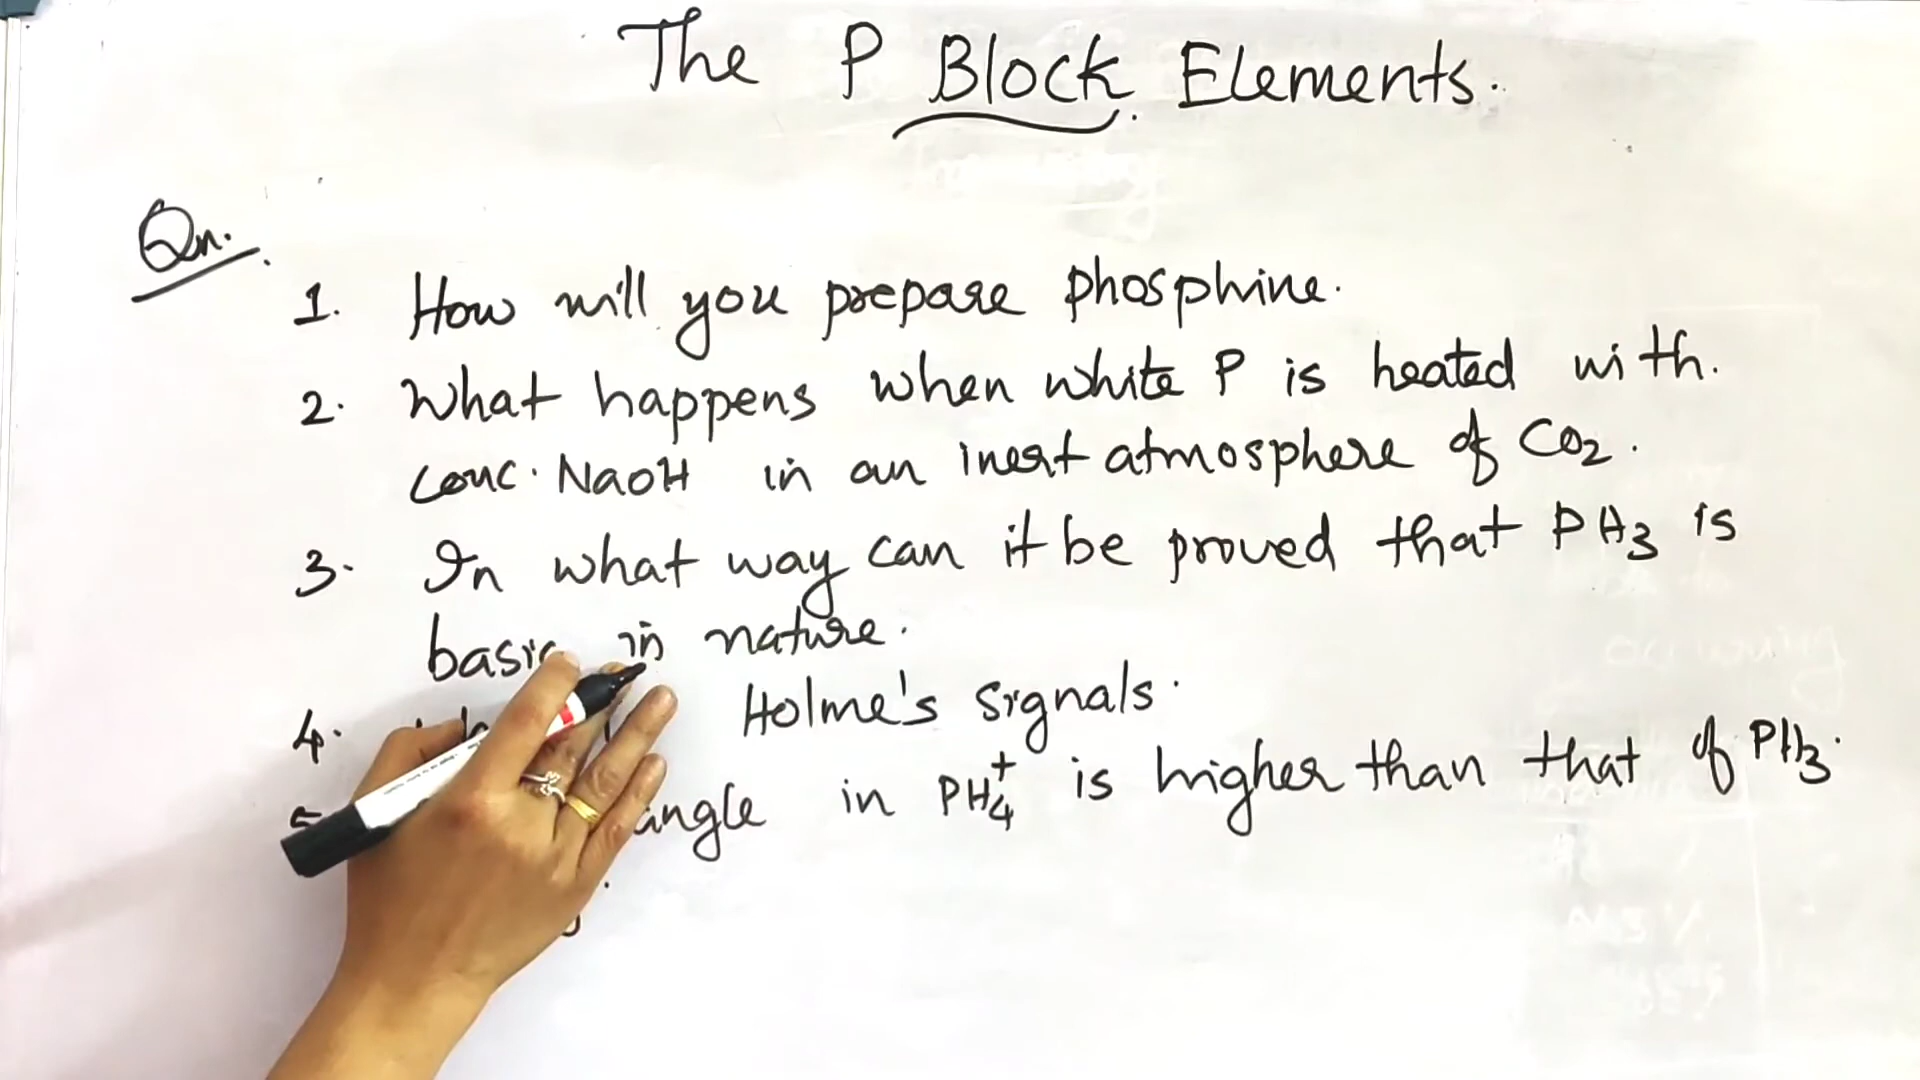 The P Block Elements.
Qn.
1. How will you prepare phosphine.
2. What happens when white P is heated with.
conc. NaOH in an inert atmosphere of CO2.
3. In what way can it be proved that PH3 is
basic in nature.
4. Holme's signals.
angle in PH4+ is higher than that of PH3.